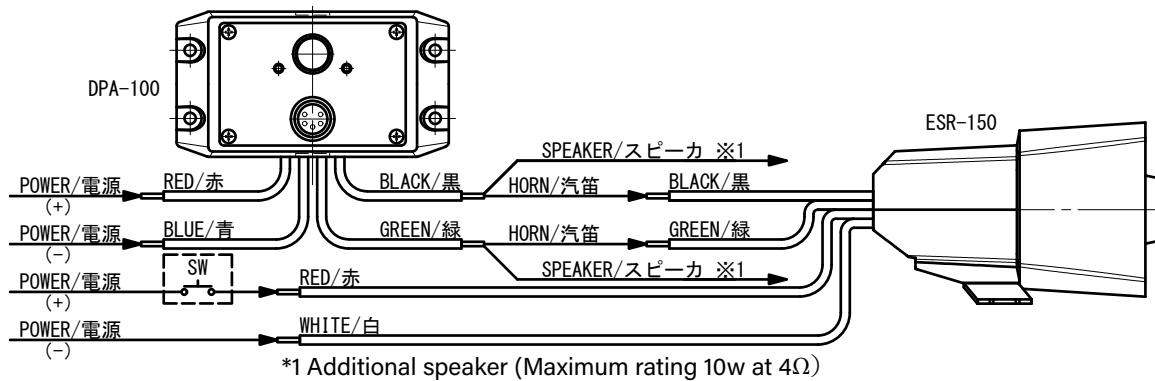 DPA-100
ESR-150
SPEAKER/スピーカ ※1
POWER/電源
(+)
RED/赤
BLACK/黒
HORN/汽笛
BLACK/黒
POWER/電源
(-)
BLUE/青
GREEN/緑
HORN/汽笛
GREEN/緑
SPEAKER/スピーカ ※1
SW
POWER/電源
(+)
RED/赤
POWER/電源
(-)
WHITE/白
*1 Additional speaker (Maximum rating 10w at 4Ω）